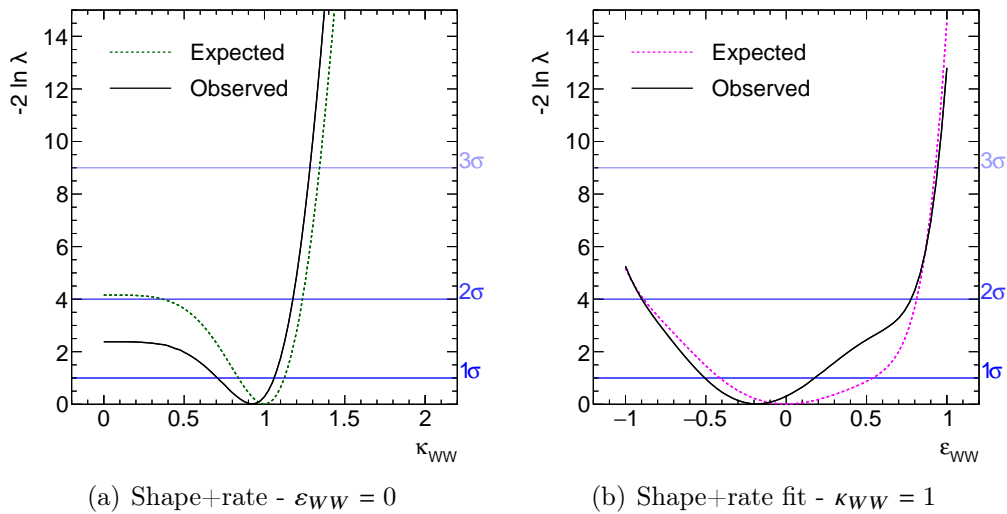 -2 ln λ
14
12
10
8
6
4
2
0
Expected
Observed
3σ
2σ
1σ
0 0.5 1 1.5 2
κWW
(a) Shape+rate - εWW = 0
-2 ln λ
14
12
10
8
6
4
2
0
Expected
Observed
3σ
2σ
1σ
−1 −0.5 0 0.5 1
εWW
(b) Shape+rate fit - κWW = 1